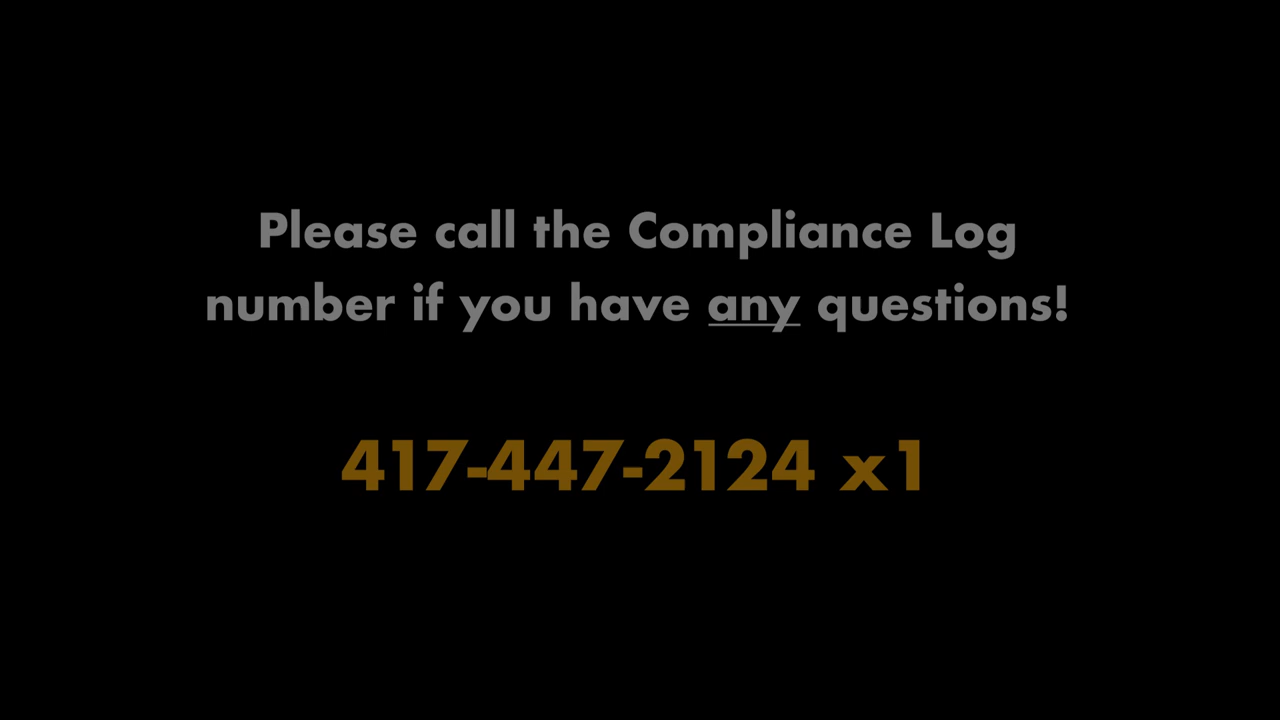 Please call the Compliance Log
number if you have any questions!
417-447-2124 x1